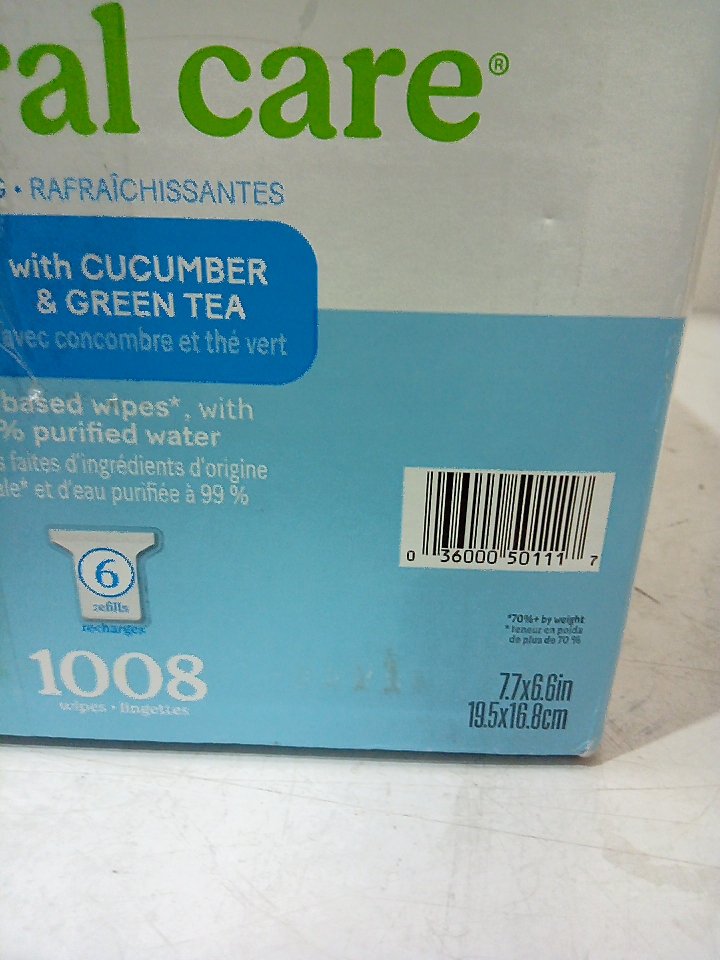 ral care®
• RAFRAÎCHISSANTES
with CUCUMBER
& GREEN TEA
avec concombre et thé vert
based wipes*, with
% purified water
s faites d'ingrédients d'origine
ale* et d'eau purifiée à 99 %
6
refills
recharges
1008
wipes • lingettes
0 36000 50111 7
*70%+ by weight
* teneur en poids
de plus de 70 %
7.7x6.6in
19.5x16.8cm